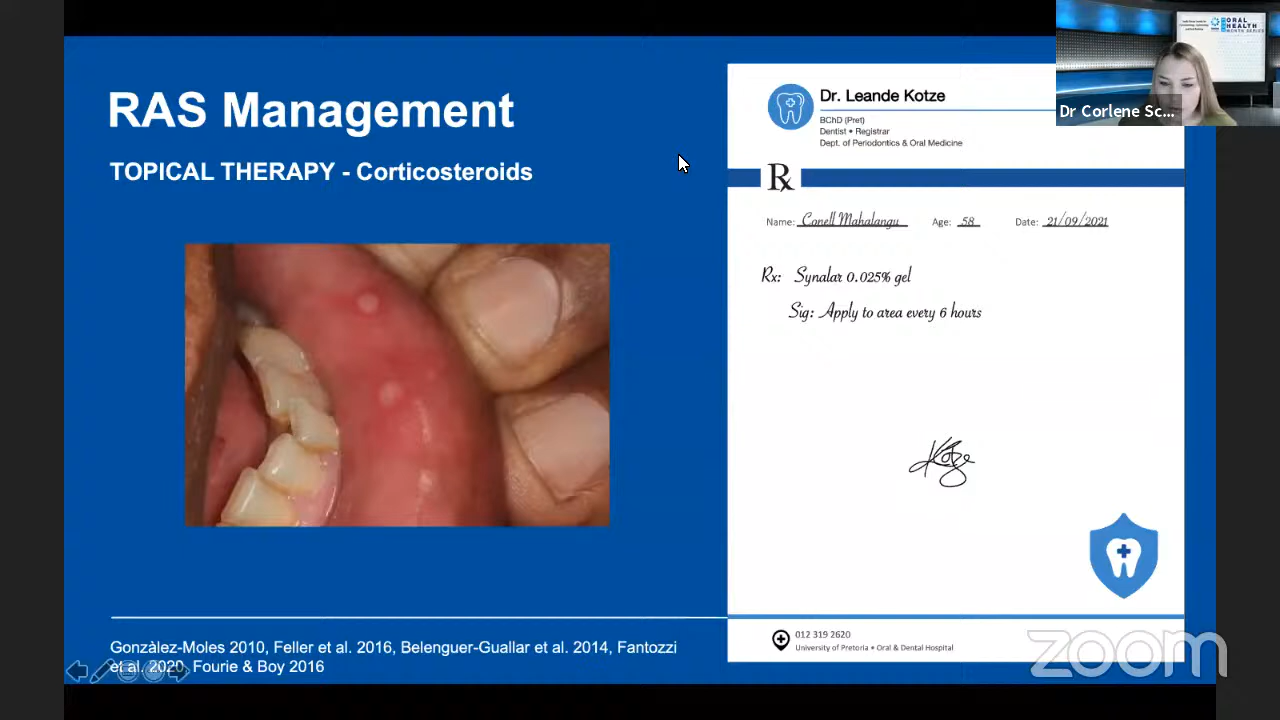 RAS Management
TOPICAL THERAPY - Corticosteroids
Gonzàlez-Moles 2010, Feller et al. 2016, Belenguer-Guallar et al. 2014, Fantozzi
et al. 2020, Fourie & Boy 2016
Dr. Leande Kotze
BChD (Pret)
Dentist • Registrar
Dept. of Periodontics & Oral Medicine
Rx
Name: Conell Mahalangu Age: 58 Date: 21/09/2021
Rx: Synalar 0.025% gel
Sig: Apply to area every 6 hours
Kotze
012 319 2620
University of Pretoria • Oral & Dental Hospital
ORAL
HEALTH
Dr Corlene Sc...
zoom